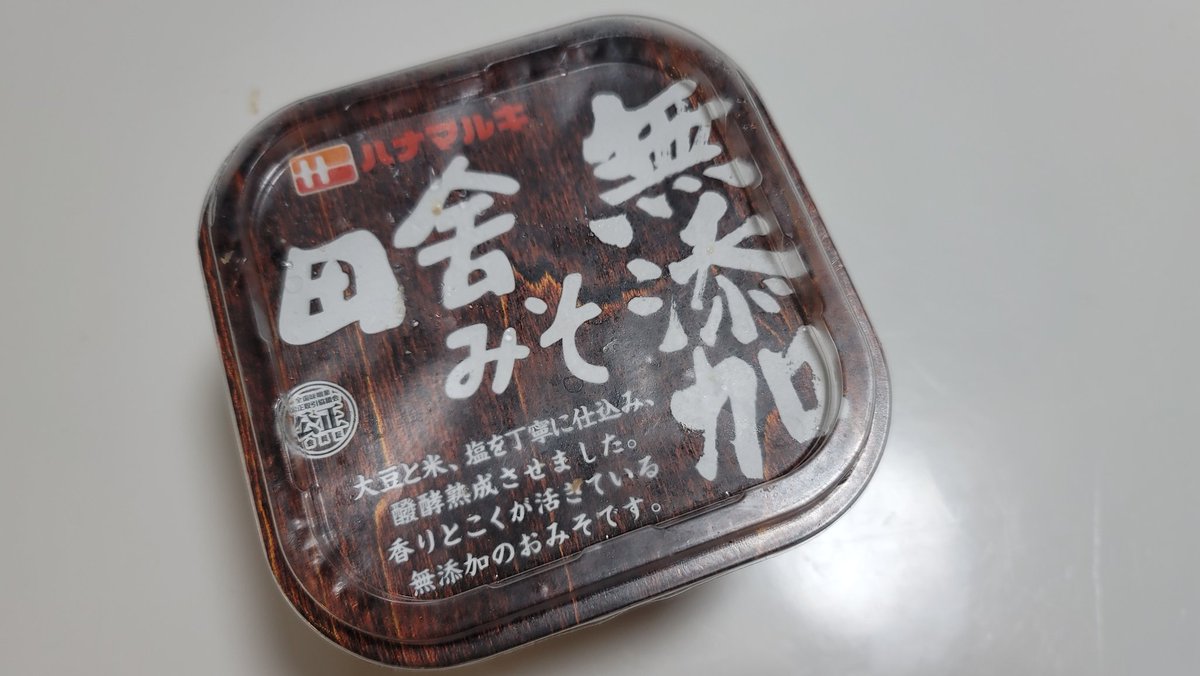 ハナマルキ
無添加
田舎
みそ
大豆と米、塩を丁寧に仕込み、
醗酵熟成させました。
香りとこくが活きている
無添加のおみそです。